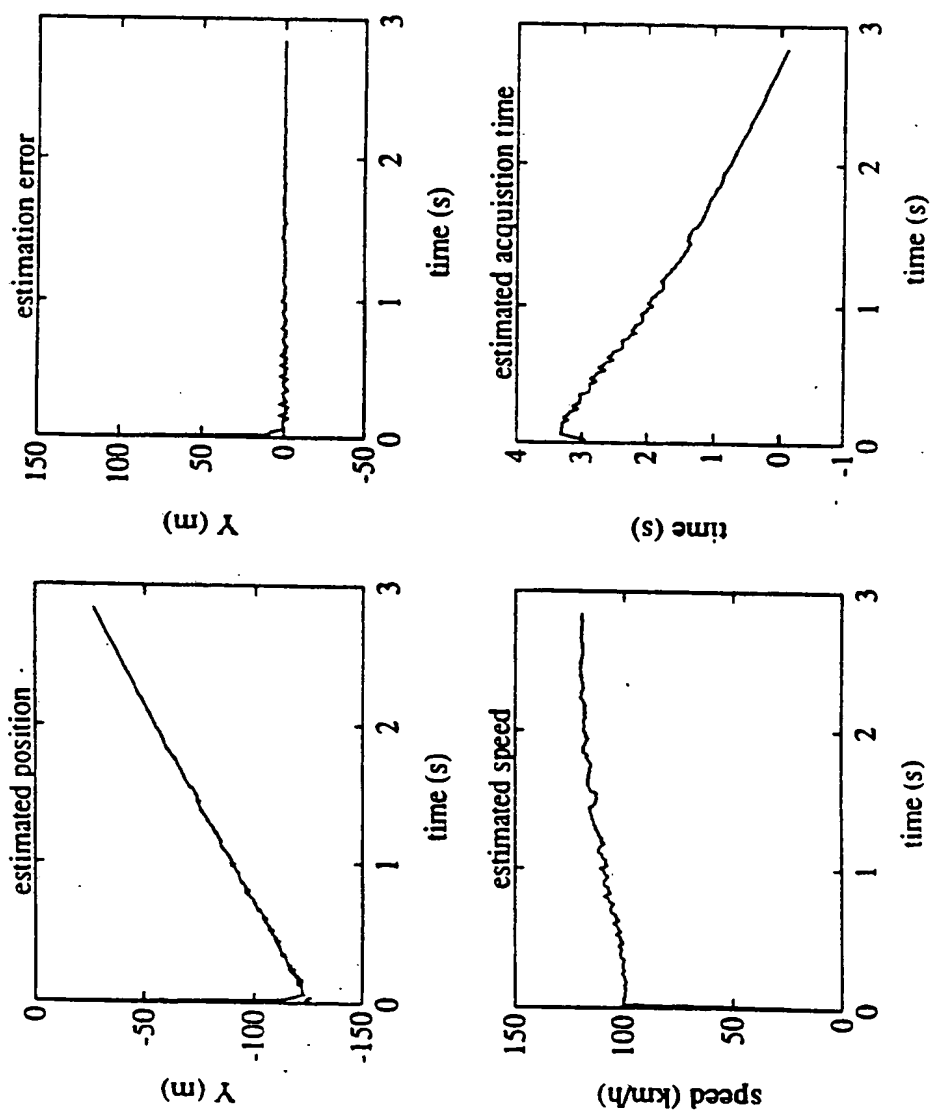 estimated position
0
-50
-100
-150
Y (m)
0
1
2
3
time (s)
estimation error
150
100
50
0
-50
Y (m)
0
1
2
3
time (s)
estimated speed
150
100
50
0
speed (km/h)
0
1
2
3
time (s)
estimated acquistion time
4
3
2
1
0
-1
time (s)
0
1
2
3
time (s)